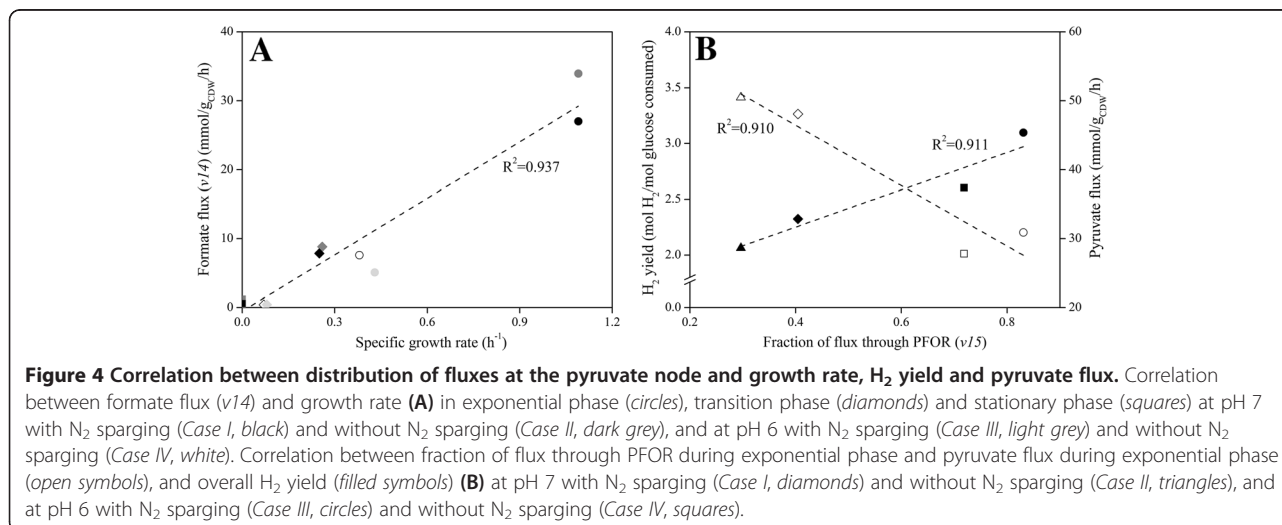 A
Formate flux (v14) (mmol/gCDW/h)
40
30
20
10
0
R²=0.937
0.0 0.3 0.6 0.9 1.2
Specific growth rate (h⁻¹)
B
H₂ yield (mol H₂/mol glucose consumed)
4.0
3.5
3.0
2.5
2.0
0.0
R²=0.910
R²=0.911
60
50
40
30
20
Pyruvate flux (mmol/gCDW/h)
0.2 0.4 0.6 0.8
Fraction of flux through PFOR (v15)
Figure 4 Correlation between distribution of fluxes at the pyruvate node and growth rate, H₂ yield and pyruvate flux. Correlation
between formate flux (v14) and growth rate (A) in exponential phase (circles), transition phase (diamonds) and stationary phase (squares) at pH 7
with N₂ sparging (Case I, black) and without N₂ sparging (Case II, dark grey), and at pH 6 with N₂ sparging (Case III, light grey) and without N₂
sparging (Case IV, white). Correlation between fraction of flux through PFOR during exponential phase and pyruvate flux during exponential phase
(open symbols), and overall H₂ yield (filled symbols) (B) at pH 7 with N₂ sparging (Case I, diamonds) and without N₂ sparging (Case II, triangles), and
at pH 6 with N₂ sparging (Case III, circles) and without N₂ sparging (Case IV, squares).